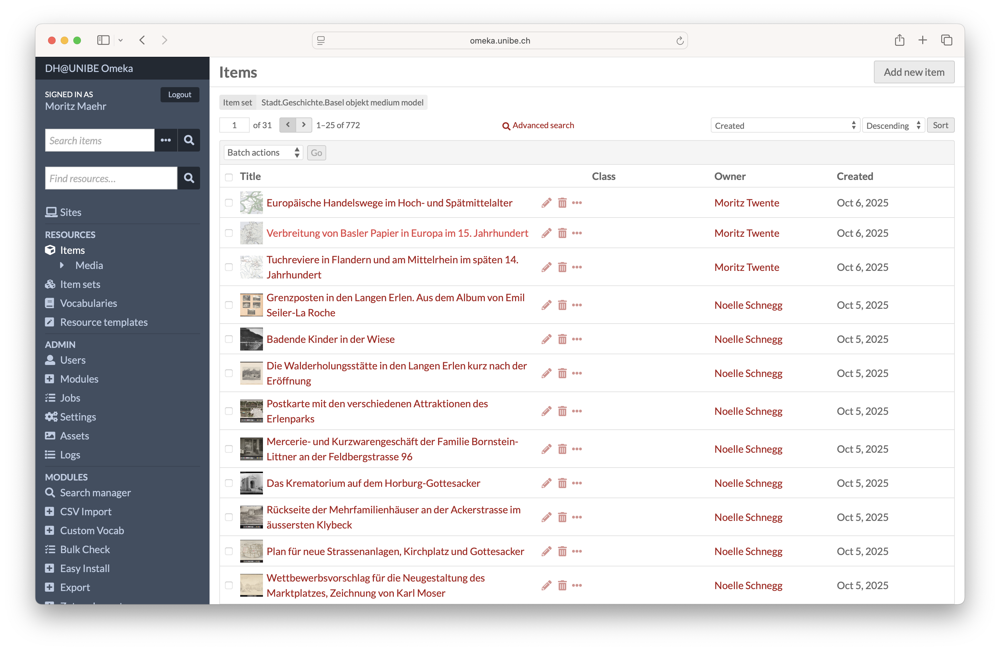 omeka.unibe.ch
DH@UNIBE Omeka
SIGNED IN AS
Moritz Maehr
Logout
Search items
Find resources...
Sites
RESOURCES
Items
Media
Item sets
Vocabularies
Resource templates
ADMIN
Users
Modules
Jobs
Settings
Assets
Logs
MODULES
Search manager
CSV Import
Custom Vocab
Bulk Check
Easy Install
Export
Items
Add new item
Item set Stadt.Geschichte.Basel objekt medium model
1 of 31 1–25 of 772
Advanced search
Created Descending Sort
Batch actions Go
Title Class Owner Created
Europäische Handelswege im Hoch- und Spätmittelalter Moritz Twente Oct 6, 2025
Verbreitung von Basler Papier in Europa im 15. Jahrhundert Moritz Twente Oct 6, 2025
Tuchreviere in Flandern und am Mittelrhein im späten 14.
Jahrhundert
Moritz Twente Oct 6, 2025
Grenzposten in den Langen Erlen. Aus dem Album von Emil
Seiler-La Roche
Noelle Schnegg Oct 5, 2025
Badende Kinder in der Wiese Noelle Schnegg Oct 5, 2025
Die Walderholungsstätte in den Langen Erlen kurz nach der
Eröffnung
Noelle Schnegg Oct 5, 2025
Postkarte mit den verschiedenen Attraktionen des
Erlenparks
Noelle Schnegg Oct 5, 2025
Mercerie- und Kurzwarengeschäft der Familie Bornstein-
Littner an der Feldbergstrasse 96
Noelle Schnegg Oct 5, 2025
Das Krematorium auf dem Horburg-Gottesacker Noelle Schnegg Oct 5, 2025
Rückseite der Mehrfamilienhäuser an der Ackerstrasse im
äussersten Klybeck
Noelle Schnegg Oct 5, 2025
Plan für neue Strassenanlagen, Kirchplatz und Gottesacker Noelle Schnegg Oct 5, 2025
Wettbewerbsvorschlag für die Neugestaltung des
Marktplatzes, Zeichnung von Karl Moser
Noelle Schnegg Oct 5, 2025